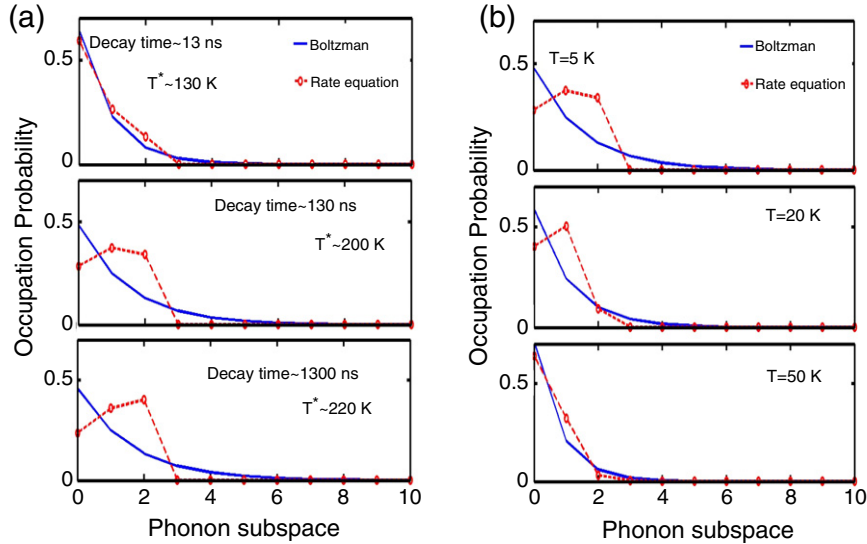 (a)
Occupation Probability
0.5
0
Decay time~13 ns
T*~130 K
Boltzman
Rate equation
0.5
0
Decay time~130 ns
T*~200 K
0.5
0
Decay time~1300 ns
T*~220 K
0 2 4 6 8 10
Phonon subspace
(b)
Occupation Probability
0.5
0
T=5 K
Boltzman
Rate equation
0.5
0
T=20 K
0.5
0
T=50 K
0 2 4 6 8 10
Phonon subspace